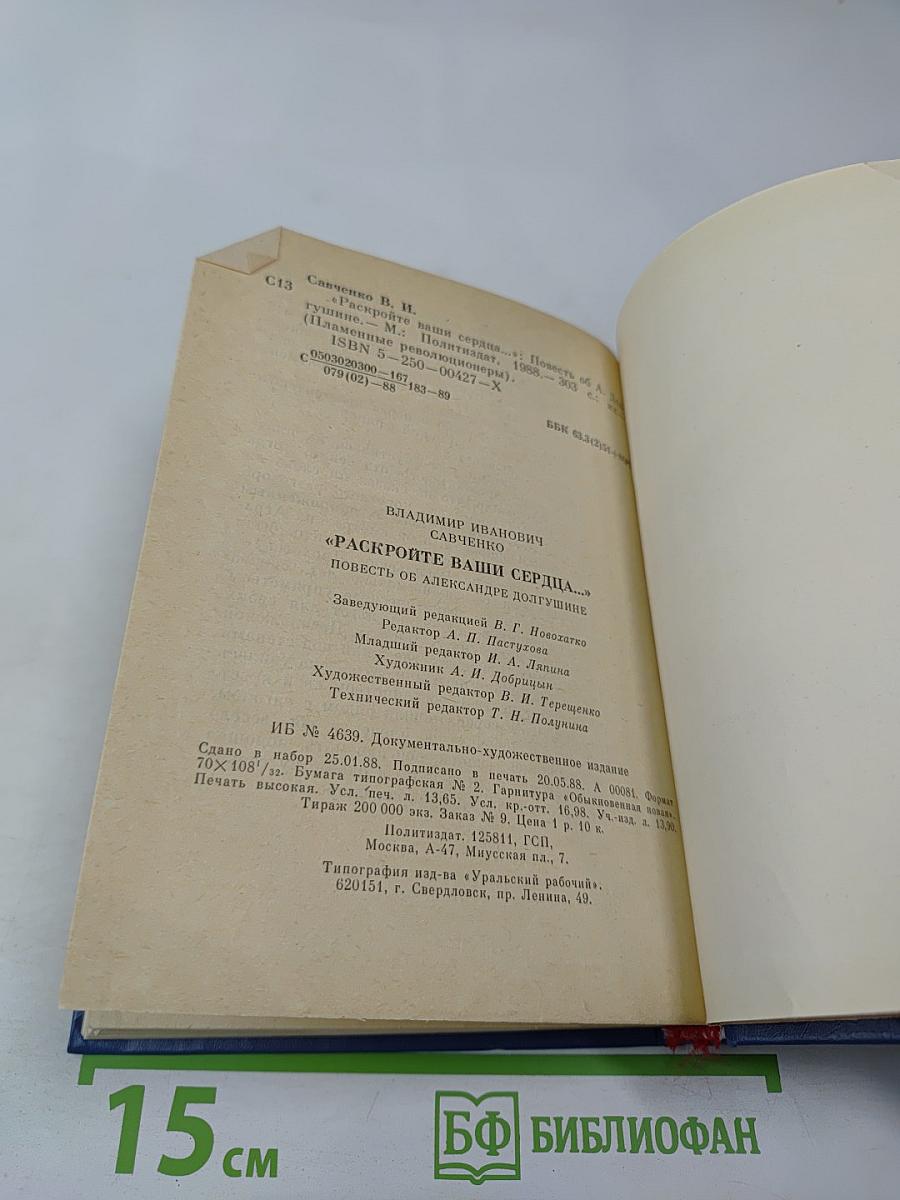 Савченко В. И.
С13
«Раскройте ваши сердца...»: Повесть об А. Дол-
гушине.— М.: Политиздат, 1988.— 303 с.:
(Пламенные революционеры).
ISBN 5—250—00427—X
С 0503020300—167 183—89
079(02)—88
ББК 63.3(2)51
ВЛАДИМИР ИВАНОВИЧ
САВЧЕНКО
«РАСКРОЙТЕ ВАШИ СЕРДЦА...»
ПОВЕСТЬ ОБ АЛЕКСАНДРЕ ДОЛГУШИНЕ
Заведующий редакцией В. Г. Новохатко
Редактор А. П. Пастухова
Младший редактор И. А. Ляпина
Художник А. И. Добрицын
Художественный редактор В. И. Терещенко
Технический редактор Т. Н. Полунина
ИБ № 4639. Документально-художественное издание
Сдано в набор 25.01.88. Подписано в печать 20.05.88. А 00081. Формат
70×108¹/₃₂. Бумага типографская № 2. Гарнитура «Обыкновенная новая».
Печать высокая. Усл. печ. л. 13,65. Усл. кр.-отт. 16,98. Уч.-изд. л. 13,90.
Тираж 200 000 экз. Заказ № 9. Цена 1 р. 10 к.
Политиздат. 125811, ГСП,
Москва, А-47, Миусская пл., 7.
Типография изд-ва «Уральский рабочий».
620151, г. Свердловск, пр. Ленина, 49.
15 см
БФ БИБЛИОФАН